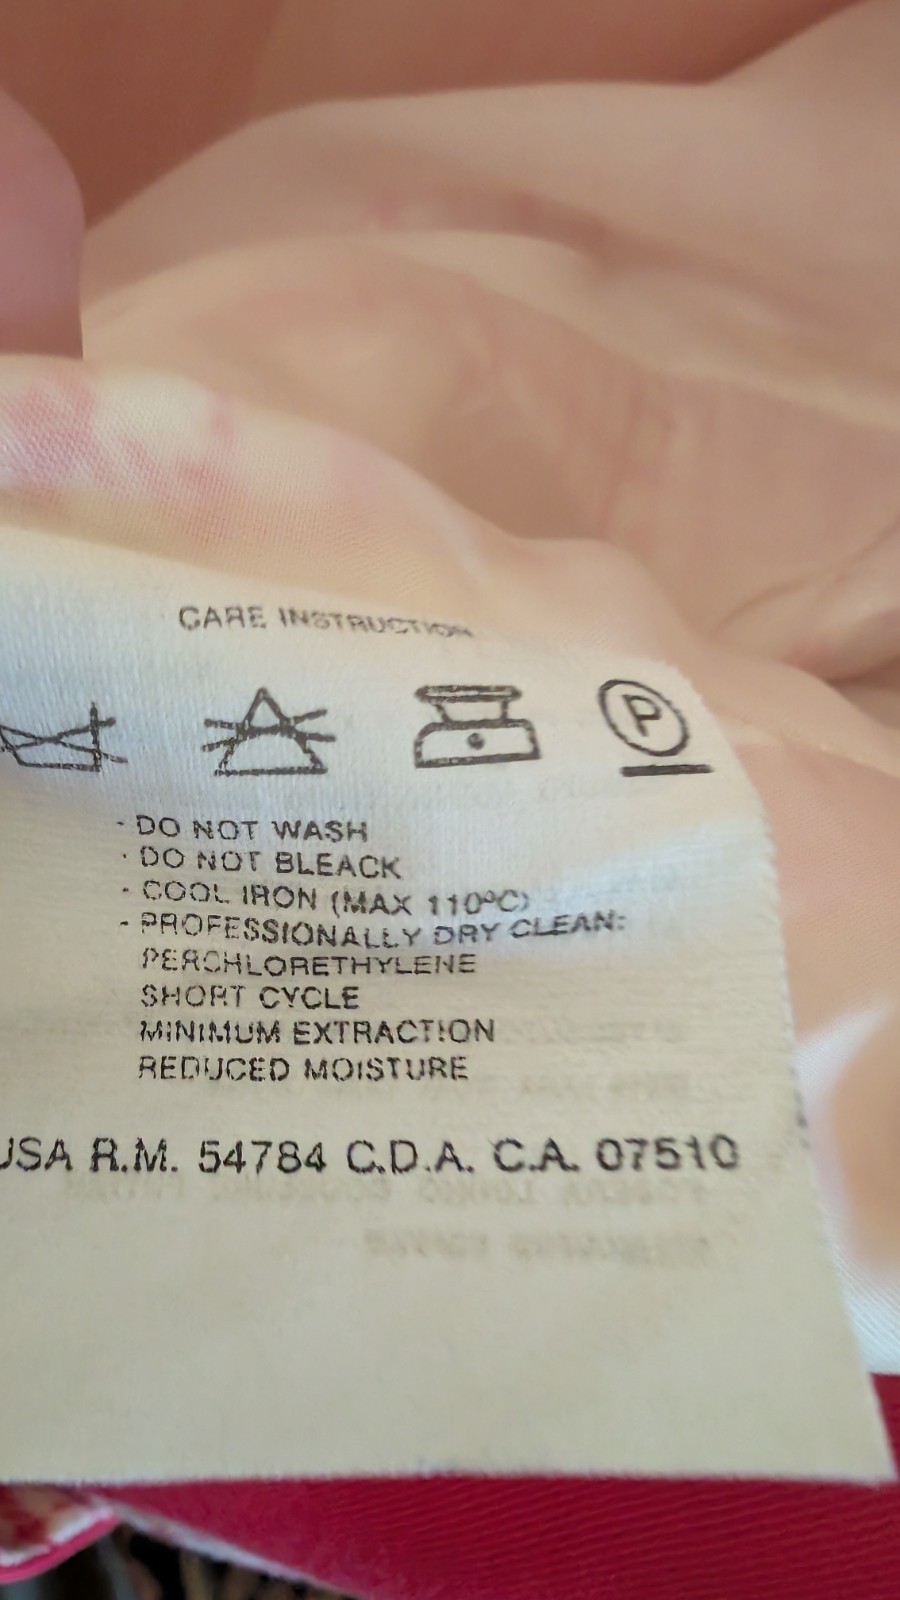 CARE INSTRUCTION
P
- DO NOT WASH
- DO NOT BLEACK
- COOL IRON (MAX 110ºC)
- PROFESSIONALLY DRY CLEAN:
PERCHLORETHYLENE
SHORT CYCLE
MINIMUM EXTRACTION
REDUCED MOISTURE
USA R.M. 54784 C.D.A. C.A. 07510